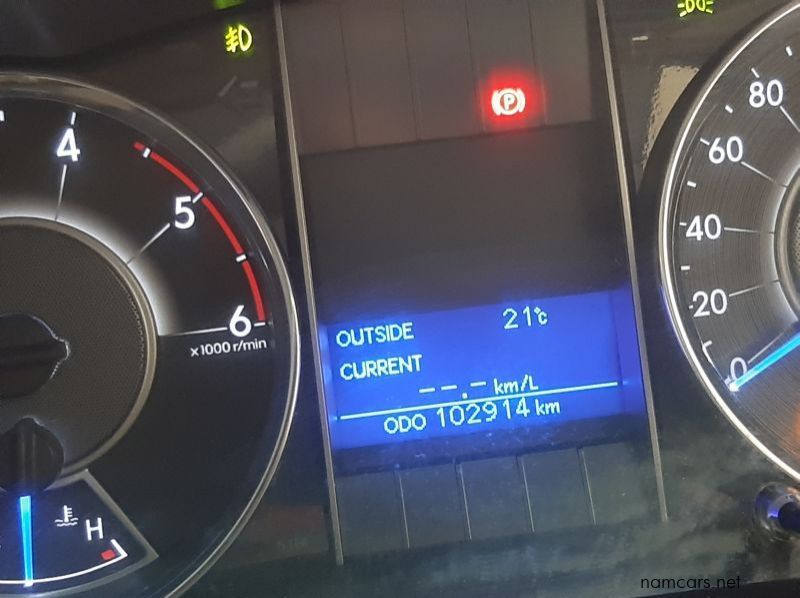 4
5
6
x1000 r/min
H
P
OUTSIDE 21°C
CURRENT
--.- km/L
ODO 102914 km
80
60
40
20
0
namcars.net